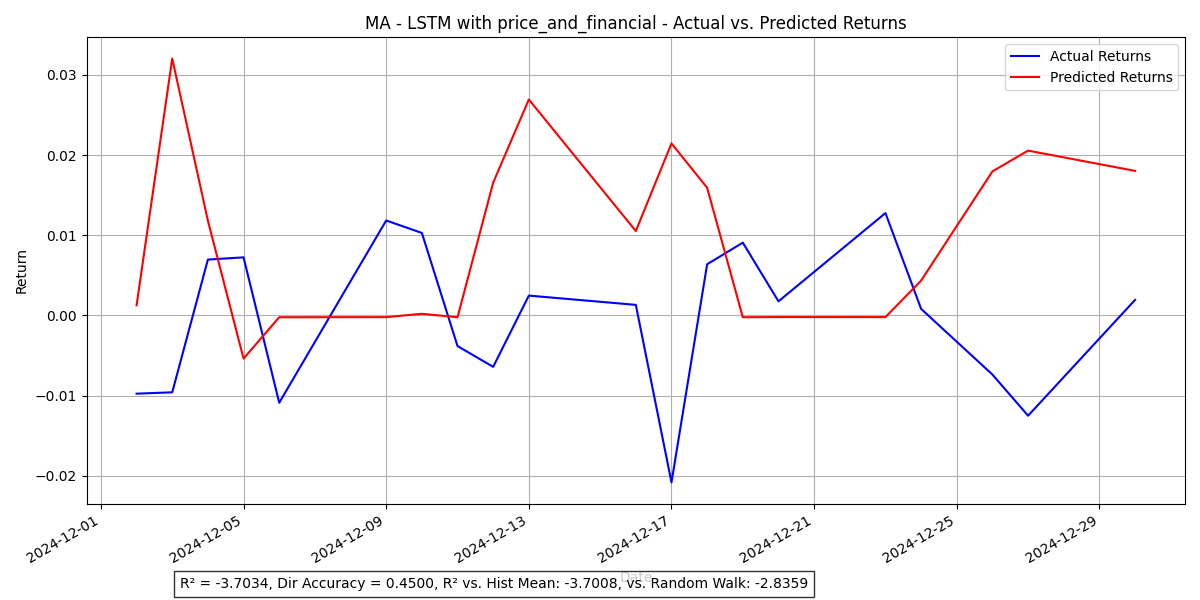 MA - LSTM with price_and_financial - Actual vs. Predicted Returns
Actual Returns
Predicted Returns
Return
0.03
0.02
0.01
0.00
−0.01
−0.02
2024-12-01
2024-12-05
2024-12-09
2024-12-13
2024-12-17
2024-12-21
2024-12-25
2024-12-29
Date
R² = -3.7034, Dir Accuracy = 0.4500, R² vs. Hist Mean: -3.7008, vs. Random Walk: -2.8359